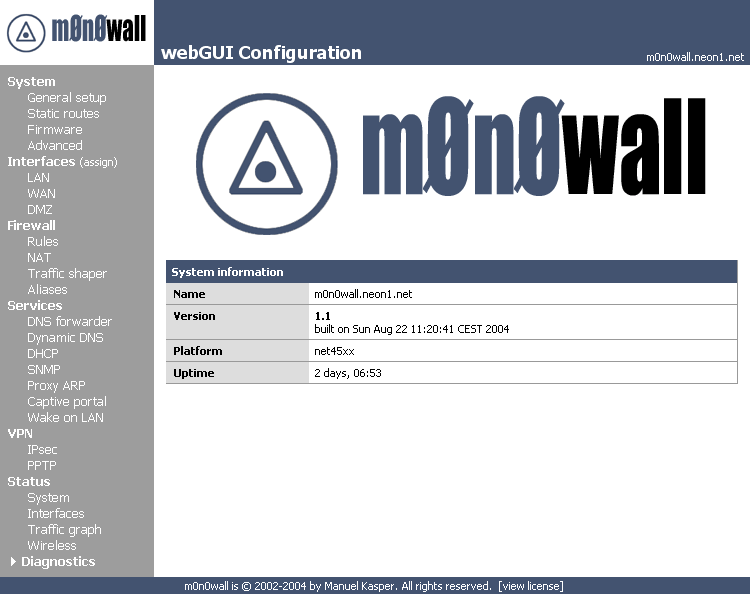 m0n0wall
webGUI Configuration
m0n0wall.neon1.net
System
General setup
Static routes
Firmware
Advanced
Interfaces (assign)
LAN
WAN
DMZ
Firewall
Rules
NAT
Traffic shaper
Aliases
Services
DNS forwarder
Dynamic DNS
DHCP
SNMP
Proxy ARP
Captive portal
Wake on LAN
VPN
IPsec
PPTP
Status
System
Interfaces
Traffic graph
Wireless
Diagnostics
m0n0wall
System information
Name m0n0wall.neon1.net
Version 1.1
built on Sun Aug 22 11:20:41 CEST 2004
Platform net45xx
Uptime 2 days, 06:53
m0n0wall is © 2002-2004 by Manuel Kasper. All rights reserved. [view license]